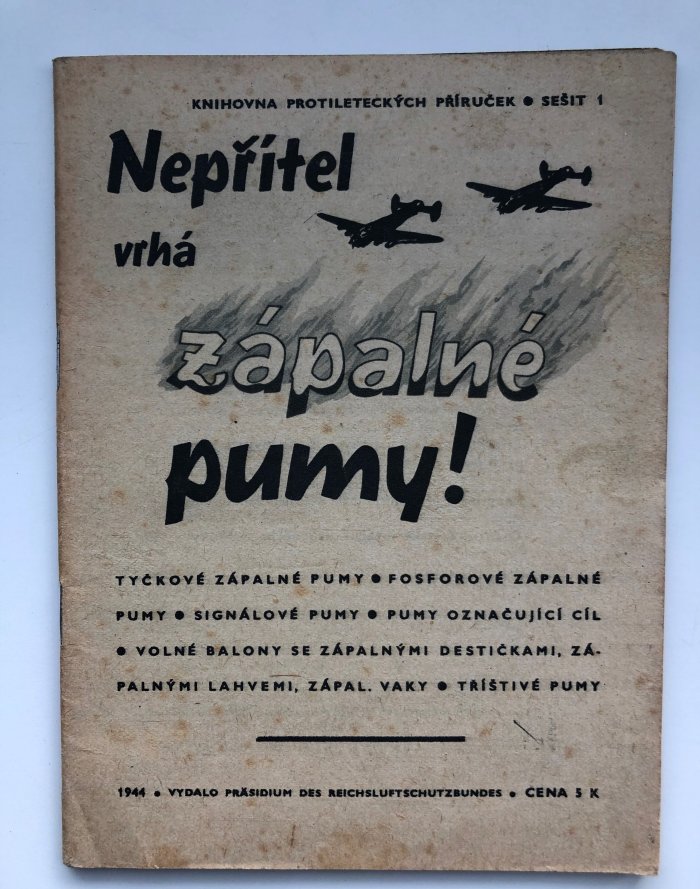 KNIHOVNA PROTILETECKÝCH PŘÍRUČEK ● SEŠIT 1
Nepřítel
vrhá
zápalné
pumy!
TYČKOVÉ ZÁPALNÉ PUMY ● FOSFOROVÉ ZÁPALNÉ
PUMY ● SIGNÁLOVÉ PUMY ● PUMY OZNAČUJÍCÍ CÍL
● VOLNÉ BALONY SE ZÁPALNÝMI DESTIČKAMI, ZÁ-
PALNÝMI LAHVEMI, ZÁPAL. VAKY ● TŘÍŠTIVÉ PUMY
1944 • VYDALO PRÄSIDIUM DES REICHSLUFTSCHUTZBUNDES • CENA 5 K